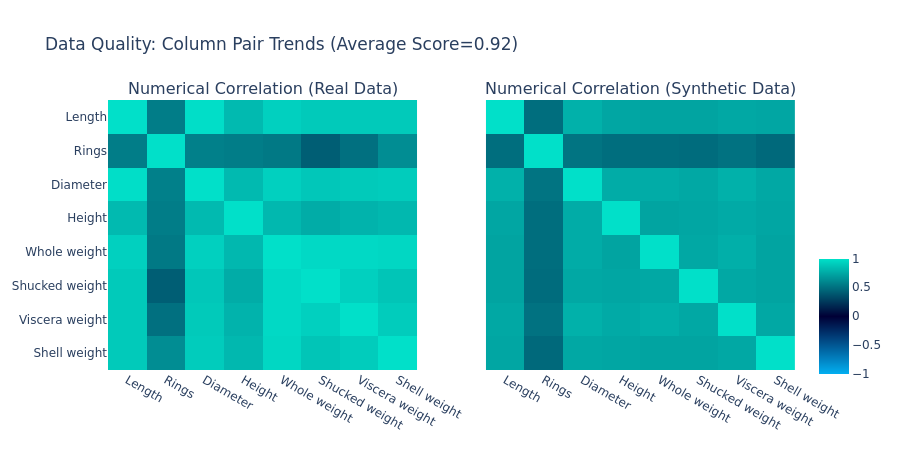 Data Quality: Column Pair Trends (Average Score=0.92)
Numerical Correlation (Real Data)
Numerical Correlation (Synthetic Data)
Length
Rings
Diameter
Height
Whole weight
Shucked weight
Viscera weight
Shell weight
Length
Rings
Diameter
Height
Whole weight
Shucked weight
Viscera weight
Shell weight
Length
Rings
Diameter
Height
Whole weight
Shucked weight
Viscera weight
Shell weight
1
0.5
0
−0.5
−1